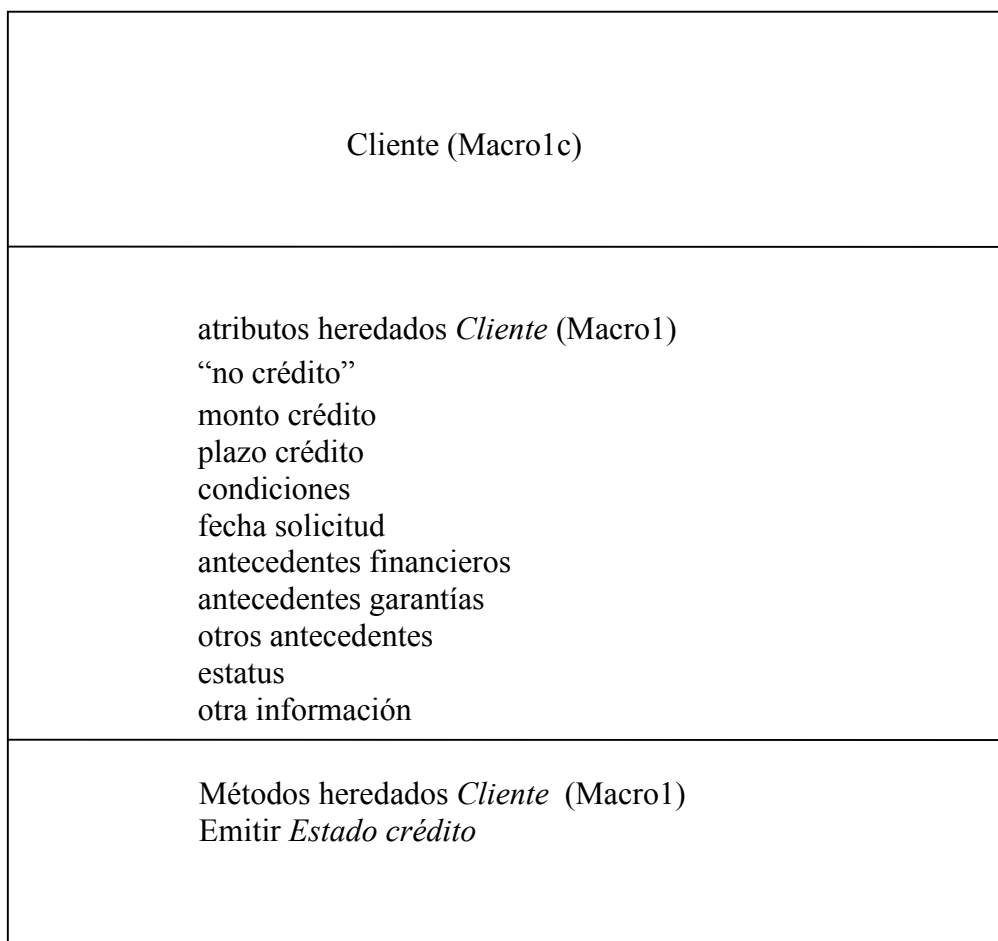 Cliente (Macro1c)
atributos heredados Cliente (Macro1)
“no crédito”
monto crédito
plazo crédito
condiciones
fecha solicitud
antecedentes financieros
antecedentes garantías
otros antecedentes
estatus
otra información
Métodos heredados Cliente (Macro1)
Emitir Estado crédito